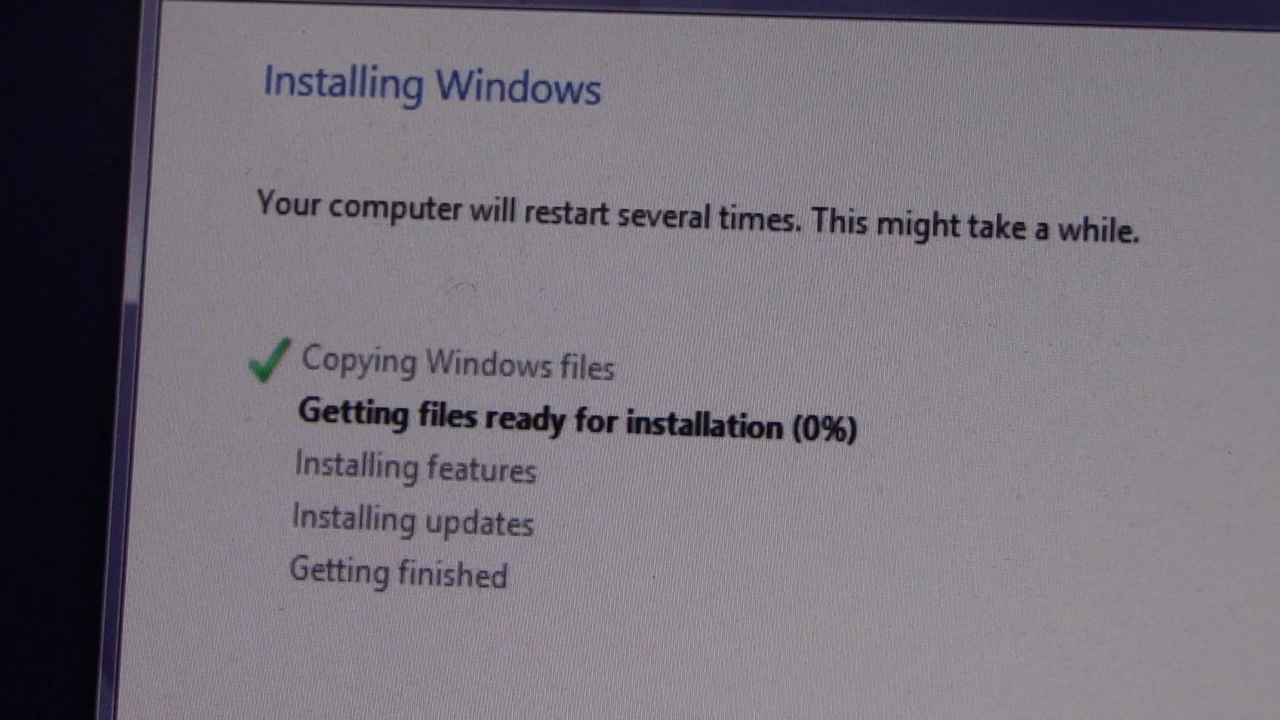 Installing Windows
Your computer will restart several times. This might take a while.
Copying Windows files
Getting files ready for installation (0%)
Installing features
Installing updates
Getting finished